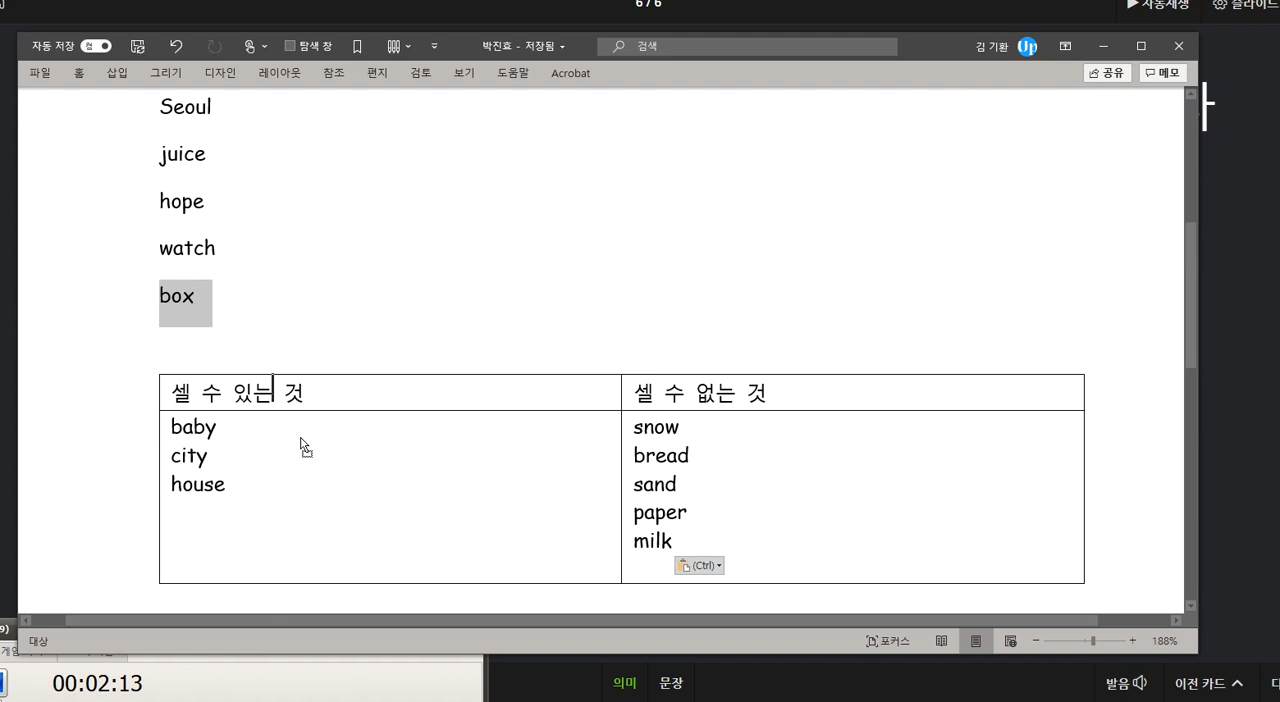 6 / 6
자동재생
슬라이드
자동 저장
컴
탐색 창
박진효 - 저장됨
검색
김 기환
Up
파일 홈 삽입 그리기 디자인 레이아웃 참조 편지 검토 보기 도움말 Acrobat
공유
메모
Seoul
juice
hope
watch
box
셀 수 있는 것
셀 수 없는 것
baby
city
house
snow
bread
sand
paper
milk
(Ctrl)
대상
포커스
188%
00:02:13
의미
문장
발음
이전 카드